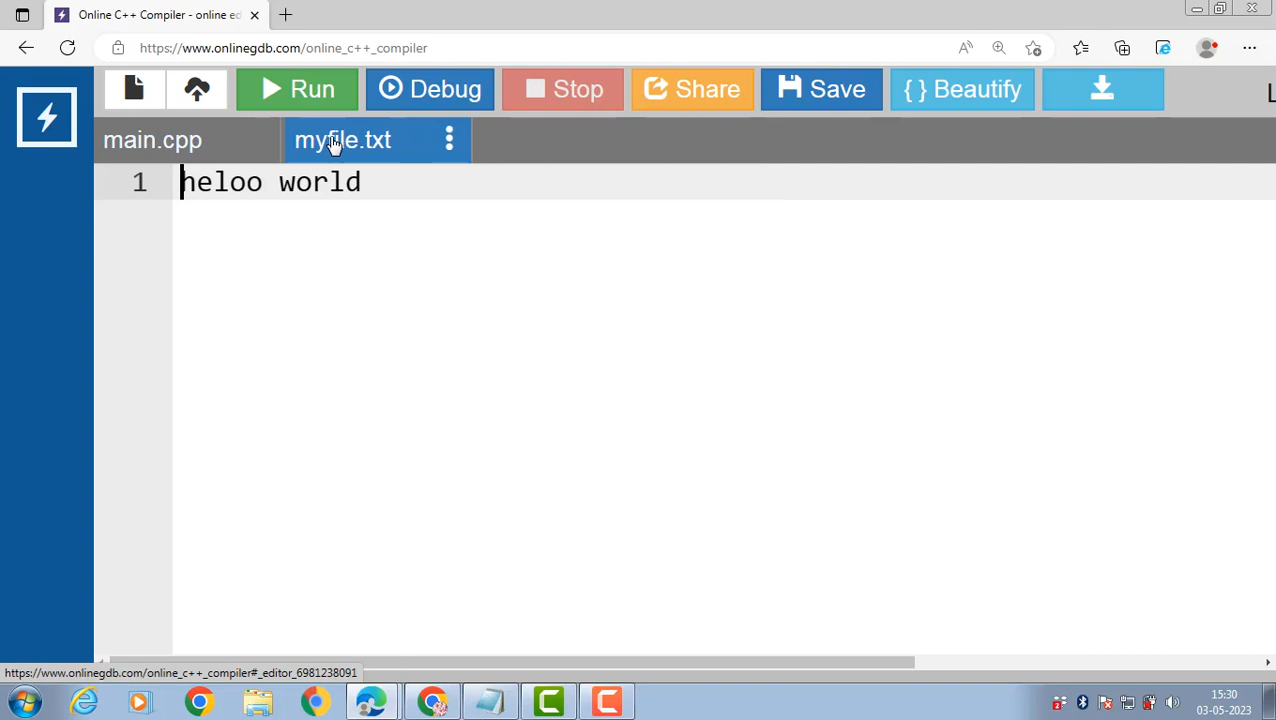 Online C++ Compiler - online ed
https://www.onlinegdb.com/online_c++_compiler
Run
Debug
Stop
Share
Save
{ } Beautify
main.cpp
myfile.txt
1
heloo world
https://www.onlinegdb.com/online_c++_compiler#_editor_6981238091
15:30
03-05-2023